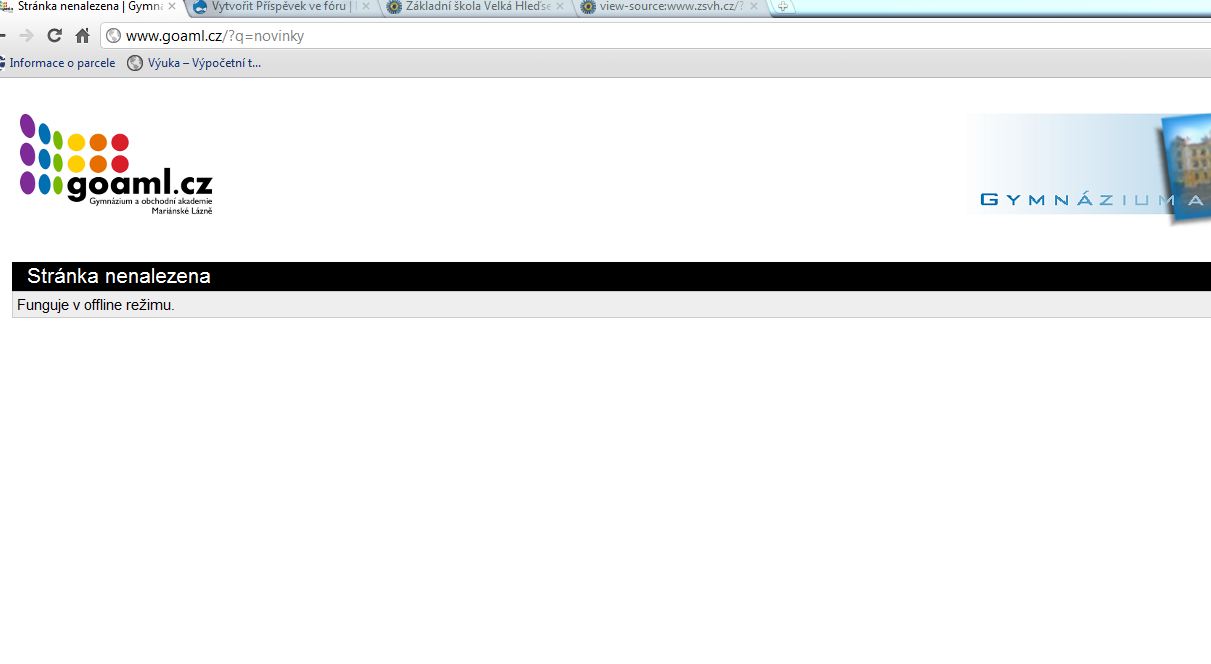 Stránka nenalezena | Gymná
Vytvořit Příspěvek ve fóru |
Základní škola Velká Hleďse
view-source:www.zsvh.cz/?
www.goaml.cz/?q=novinky
Informace o parcele
Výuka – Výpočetní t...
goaml.cz
Gymnázium a obchodní akademie
Mariánské Lázně
GYMNÁZIUM A
Stránka nenalezena
Funguje v offline režimu.